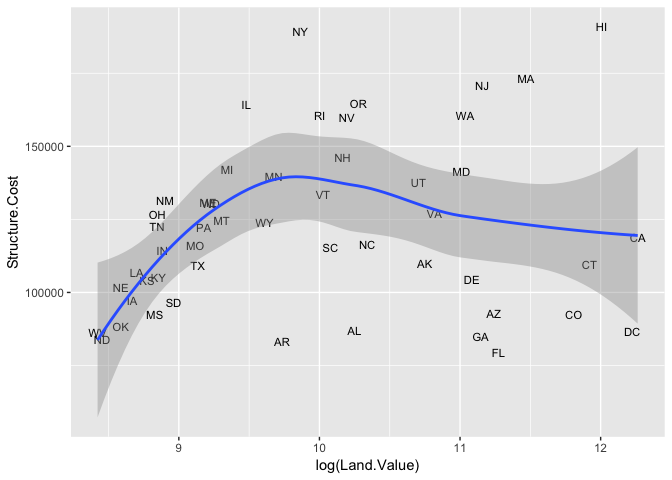 HI
NY
MA
NJ
IL
OR
RI
NV
WA
150000
NH
MI
MD
MN
UT
VT
NM
OH
VA
MT
WY
TN
PA
CA
MO
NC
SC
IN
TX
AK
CT
LA
KS
KY
DE
NE
100000
IA
SD
MS
AZ
CO
OK
WI
ND
AR
ID
GA
DC
FL
Structure.Cost
9
10
11
12
log(Land.Value)